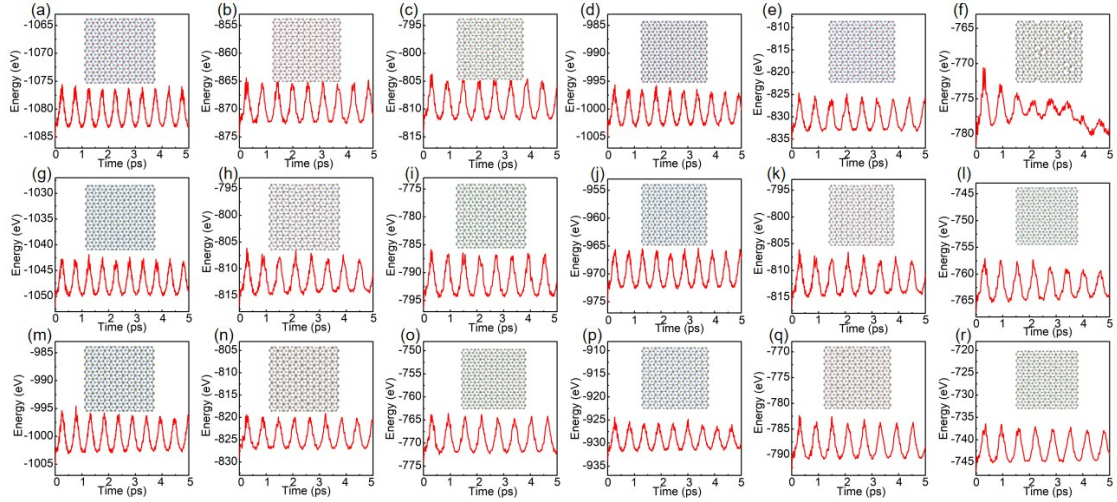 (a)
-1060
-1065
-1070
-1075
-1080
-1085
Energy (eV)
0 1 2 3 4 5
Time (ps)
(b)
-855
-860
-865
-870
-877
Energy (eV)
0 1 2 3 4 5
Time (ps)
(c)
-795
-800
-805
-810
-817
Energy (eV)
0 1 2 3 4 5
Time (ps)
(d)
-985
-990
-995
-1000
-1005
Energy (eV)
0 1 2 3 4 5
Time (ps)
(e)
-815
-820
-825
-830
-835
Energy (eV)
0 1 2 3 4 5
Time (ps)
(f)
-765
-770
-775
-780
Energy (eV)
0 1 2 3 4 5
Time (ps)
(g)
-1030
-1035
-1040
-1045
-1050
Energy (eV)
0 1 2 3 4 5
Time (ps)
(h)
-794
-800
-805
-810
-815
Energy (eV)
0 1 2 3 4 5
Time (ps)
(i)
-774
-780
-785
-790
-795
Energy (eV)
0 1 2 3 4 5
Time (ps)
(j)
-955
-960
-965
-970
-975
Energy (eV)
0 1 2 3 4 5
Time (ps)
(k)
-794
-800
-805
-810
-815
Energy (eV)
0 1 2 3 4 5
Time (ps)
(l)
-745
-750
-755
-760
-765
Energy (eV)
0 1 2 3 4 5
Time (ps)
(m)
-985
-990
-995
-1000
-1005
Energy (eV)
0 1 2 3 4 5
Time (ps)
(n)
-805
-810
-815
-820
-825
-830
Energy (eV)
0 1 2 3 4 5
Time (ps)
(o)
-750
-755
-760
-765
-770
-775
Energy (eV)
0 1 2 3 4 5
Time (ps)
(p)
-910
-915
-920
-925
-930
-935
Energy (eV)
0 1 2 3 4 5
Time (ps)
(q)
-770
-775
-780
-785
-790
Energy (eV)
0 1 2 3 4 5
Time (ps)
(r)
-720
-725
-730
-735
-740
-745
Energy (eV)
0 1 2 3 4 5
Time (ps)